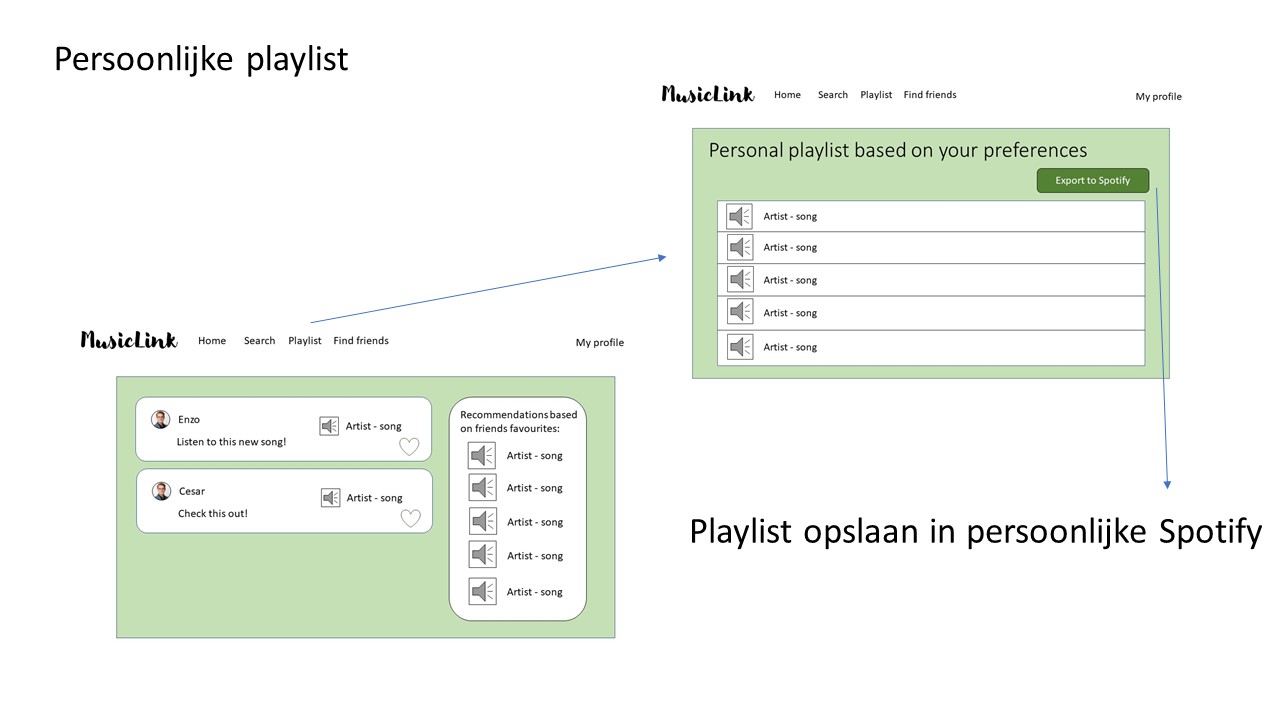 Persoonlijke playlist
MusicLink Home Search Playlist Find friends My profile
Personal playlist based on your preferences
Export to Spotify
Artist - song
Artist - song
Artist - song
Artist - song
Artist - song
MusicLink Home Search Playlist Find friends My profile
Enzo
Listen to this new song!
Artist - song
Cesar
Check this out!
Artist - song
Recommendations based
on friends favourites:
Artist - song
Artist - song
Artist - song
Artist - song
Artist - song
Playlist opslaan in persoonlijke Spotify